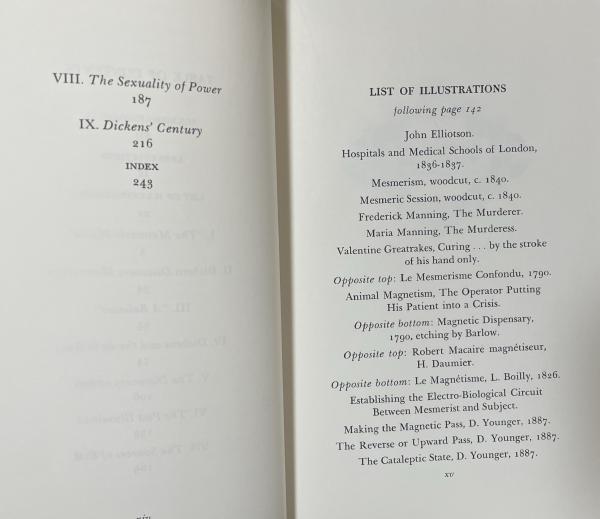 VIII. The Sexuality of Power
187
IX. Dickens' Century
216
INDEX
243
xiv
LIST OF ILLUSTRATIONS
following page 142
John Elliotson.
Hospitals and Medical Schools of London,
1836-1837.
Mesmerism, woodcut, c. 1840.
Mesmeric Session, woodcut, c. 1840.
Frederick Manning, The Murderer.
Maria Manning, The Murderess.
Valentine Greatrakes, Curing . . . by the stroke
of his hand only.
Opposite top: Le Mesmerisme Confondu, 1790.
Animal Magnetism, The Operator Putting
His Patient into a Crisis.
Opposite bottom: Magnetic Dispensary,
1790, etching by Barlow.
Opposite top: Robert Macaire magnétiseur,
H. Daumier.
Opposite bottom: Le Magnétisme, L. Boilly, 1826.
Establishing the Electro-Biological Circuit
Between Mesmerist and Subject.
Making the Magnetic Pass, D. Younger, 1887.
The Reverse or Upward Pass, D. Younger, 1887.
The Cataleptic State, D. Younger, 1887.
xv